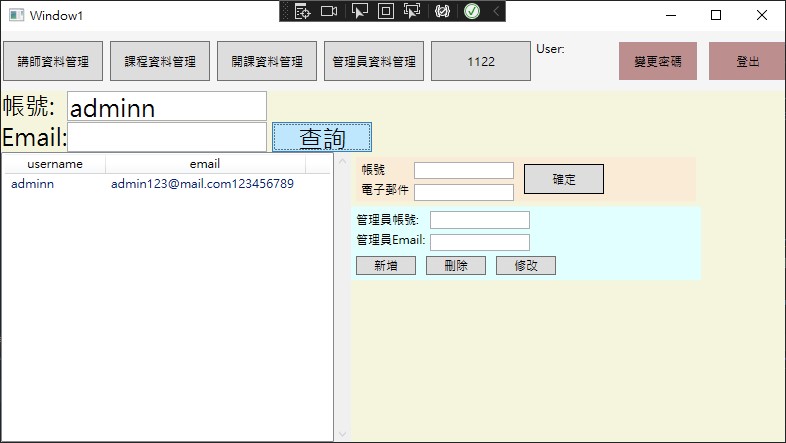 Window1
講師資料管理 課程資料管理 開課資料管理 管理員資料管理 1122 User: 變更密碼 登出
帳號: adminn
Email: 查詢
username email
adminn admin123@mail.com123456789
帳號
電子郵件
確定
管理員帳號:
管理員Email:
新增 刪除 修改